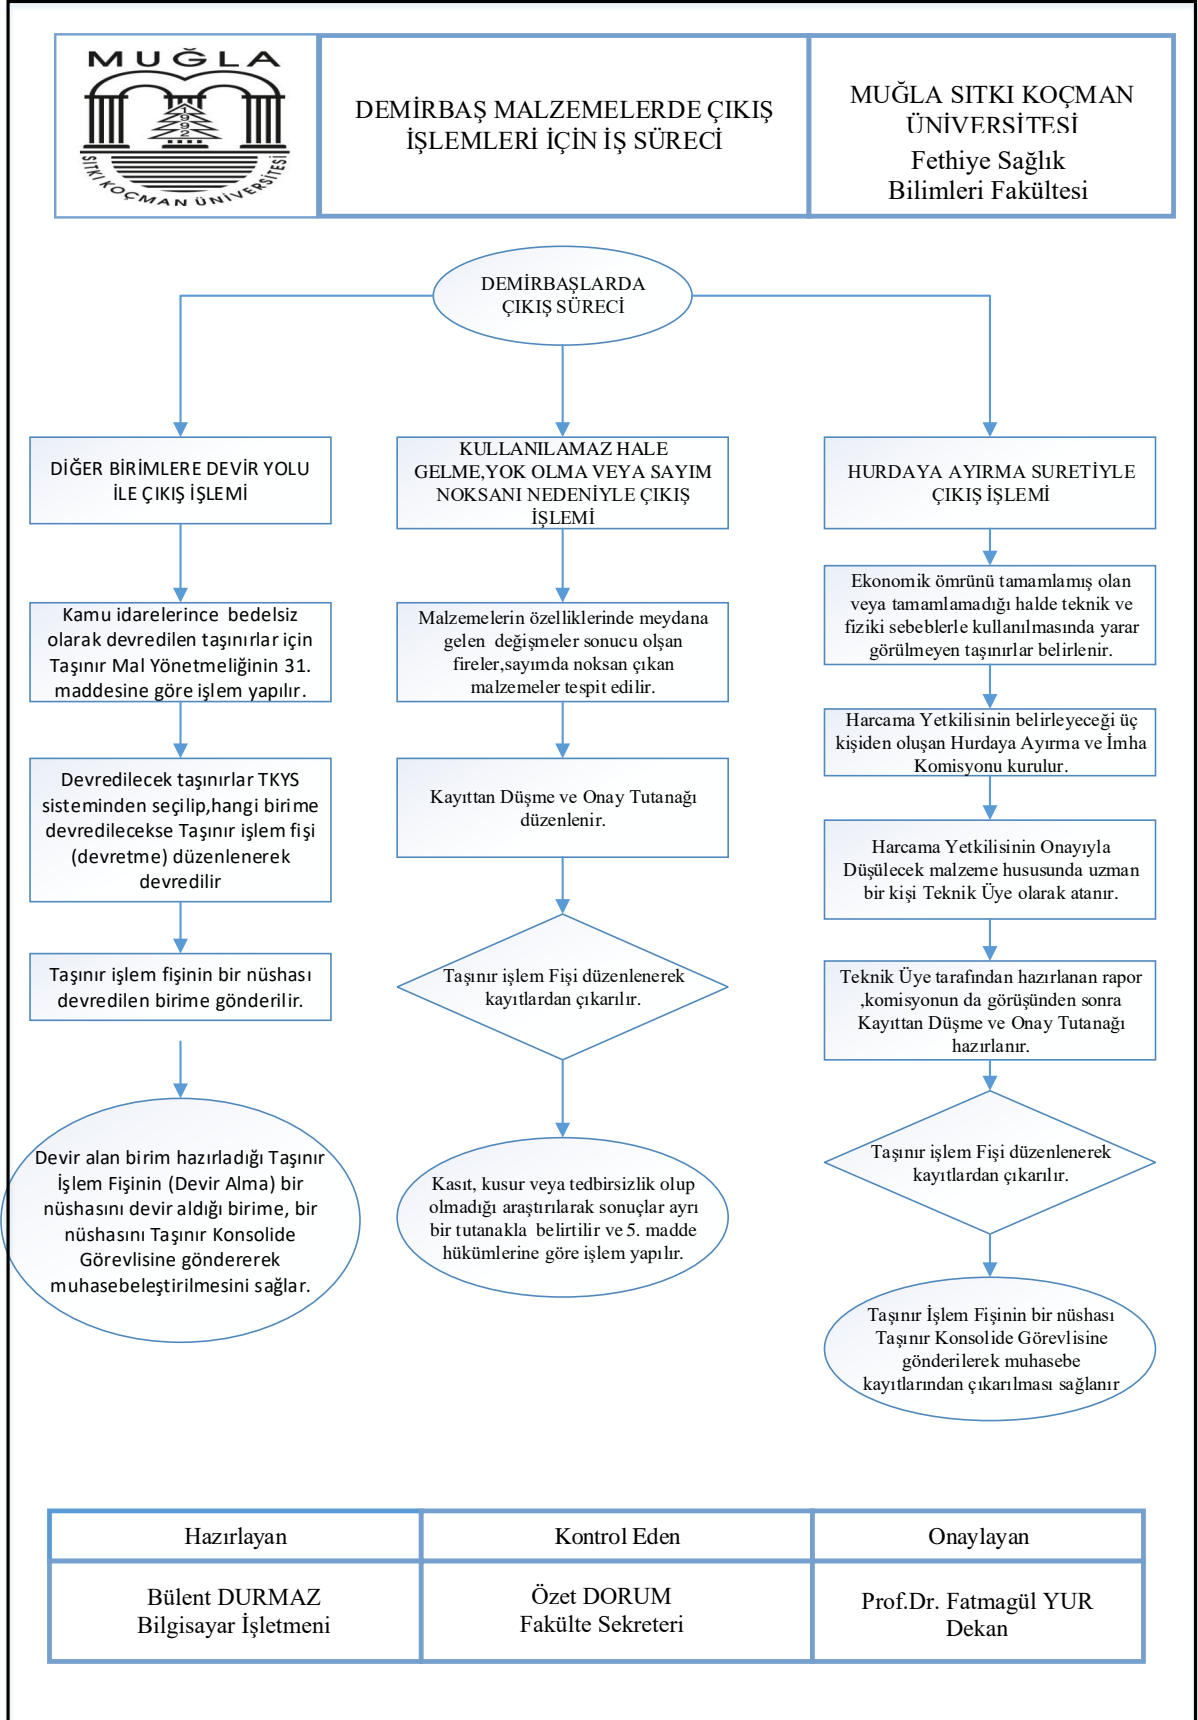 MUĞLA
1992
SITKI KOÇMAN ÜNİVERSİTESİ
DEMİRBAŞ MALZEMELERDE ÇIKIŞ
İŞLEMLERİ İÇİN İŞ SÜRECİ
MUĞLA SITKI KOÇMAN
ÜNİVERSİTESİ
Fethiye Sağlık
Bilimleri Fakültesi
DEMİRBAŞLARDA
ÇIKIŞ SÜRECİ
DİĞER BİRİMLERE DEVİR YOLU
İLE ÇIKIŞ İŞLEMİ
Kamu idarelerince bedelsiz
olarak devredilen taşınırlar için
Taşınır Mal Yönetmeliğinin 31.
maddesine göre işlem yapılır.
Devredilecek taşınırlar TKYS
sisteminden seçilip,hangi birime
devredilecekse Taşınır işlem fişi
(devretme) düzenlenerek
devredilir
Taşınır işlem fişinin bir nüshası
devredilen birime gönderilir.
Devir alan birim hazırladığı Taşınır
İşlem Fişinin (Devir Alma) bir
nüshasını devir aldığı birime, bir
nüshasını Taşınır Konsolide
Görevlisine göndererek
muhasebeleştirilmesini sağlar.
KULLANILAMAZ HALE
GELME,YOK OLMA VEYA SAYIM
NOKSANI NEDENİYLE ÇIKIŞ
İŞLEMİ
Malzemelerin özelliklerinde meydana
gelen değişmeler sonucu olşan
fireler,sayımda noksan çıkan
malzemeler tespit edilir.
Kayıttan Düşme ve Onay Tutanağı
düzenlenir.
Taşınır işlem Fişi düzenlenerek
kayıtlardan çıkarılır.
Kasıt, kusur veya tedbirsizlik olup
olmadığı araştırılarak sonuçlar ayrı
bir tutanakla belirtilir ve 5. madde
hükümlerine göre işlem yapılır.
HURDAYA AYIRMA SURETİYLE
ÇIKIŞ İŞLEMİ
Ekonomik ömrünü tamamlamış olan
veya tamamlamadığı halde teknik ve
fiziki sebeblerle kullanılmasında yarar
görülmeyen taşınırlar belirlenir.
Harcama Yetkilisinin belirleyeceği üç
kişiden oluşan Hurdaya Ayırma ve İmha
Komisyonu kurulur.
Harcama Yetkilisinin Onayıyla
Düşülecek malzeme hususunda uzman
bir kişi Teknik Üye olarak atanır.
Teknik Üye tarafından hazırlanan rapor
,komisyonun da görüşünden sonra
Kayıttan Düşme ve Onay Tutanağı
hazırlanır.
Taşınır işlem Fişi düzenlenerek
kayıtlardan çıkarılır.
Taşınır İşlem Fişinin bir nüshası
Taşınır Konsolide Görevlisine
gönderilerek muhasebe
kayıtlarından çıkarılması sağlanır
Hazırlayan
Kontrol Eden
Onaylayan
Bülent DURMAZ
Bilgisayar İşletmeni
Özet DORUM
Fakülte Sekreteri
Prof.Dr. Fatmagül YUR
Dekan